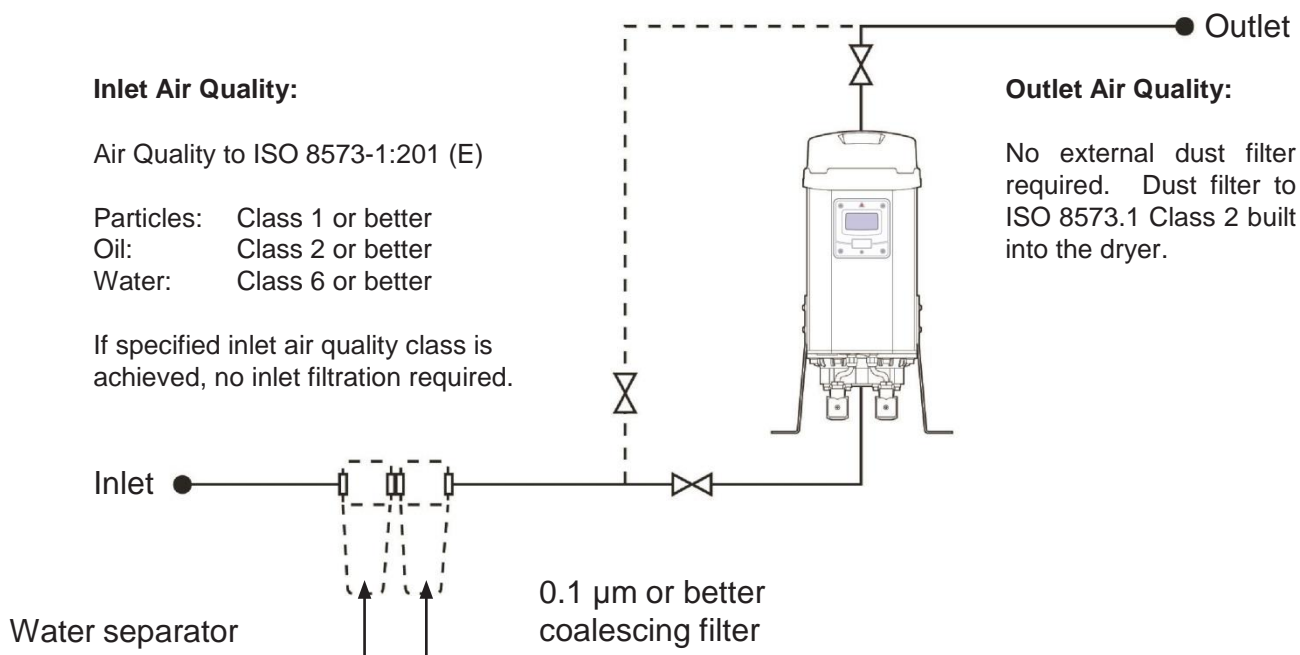 Outlet
Inlet Air Quality:
Air Quality to ISO 8573-1:201 (E)
Particles: Class 1 or better
Oil: Class 2 or better
Water: Class 6 or better
If specified inlet air quality class is
achieved, no inlet filtration required.
Outlet Air Quality:
No external dust filter
required. Dust filter to
ISO 8573.1 Class 2 built
into the dryer.
Inlet
Water separator
0.1 µm or better
coalescing filter